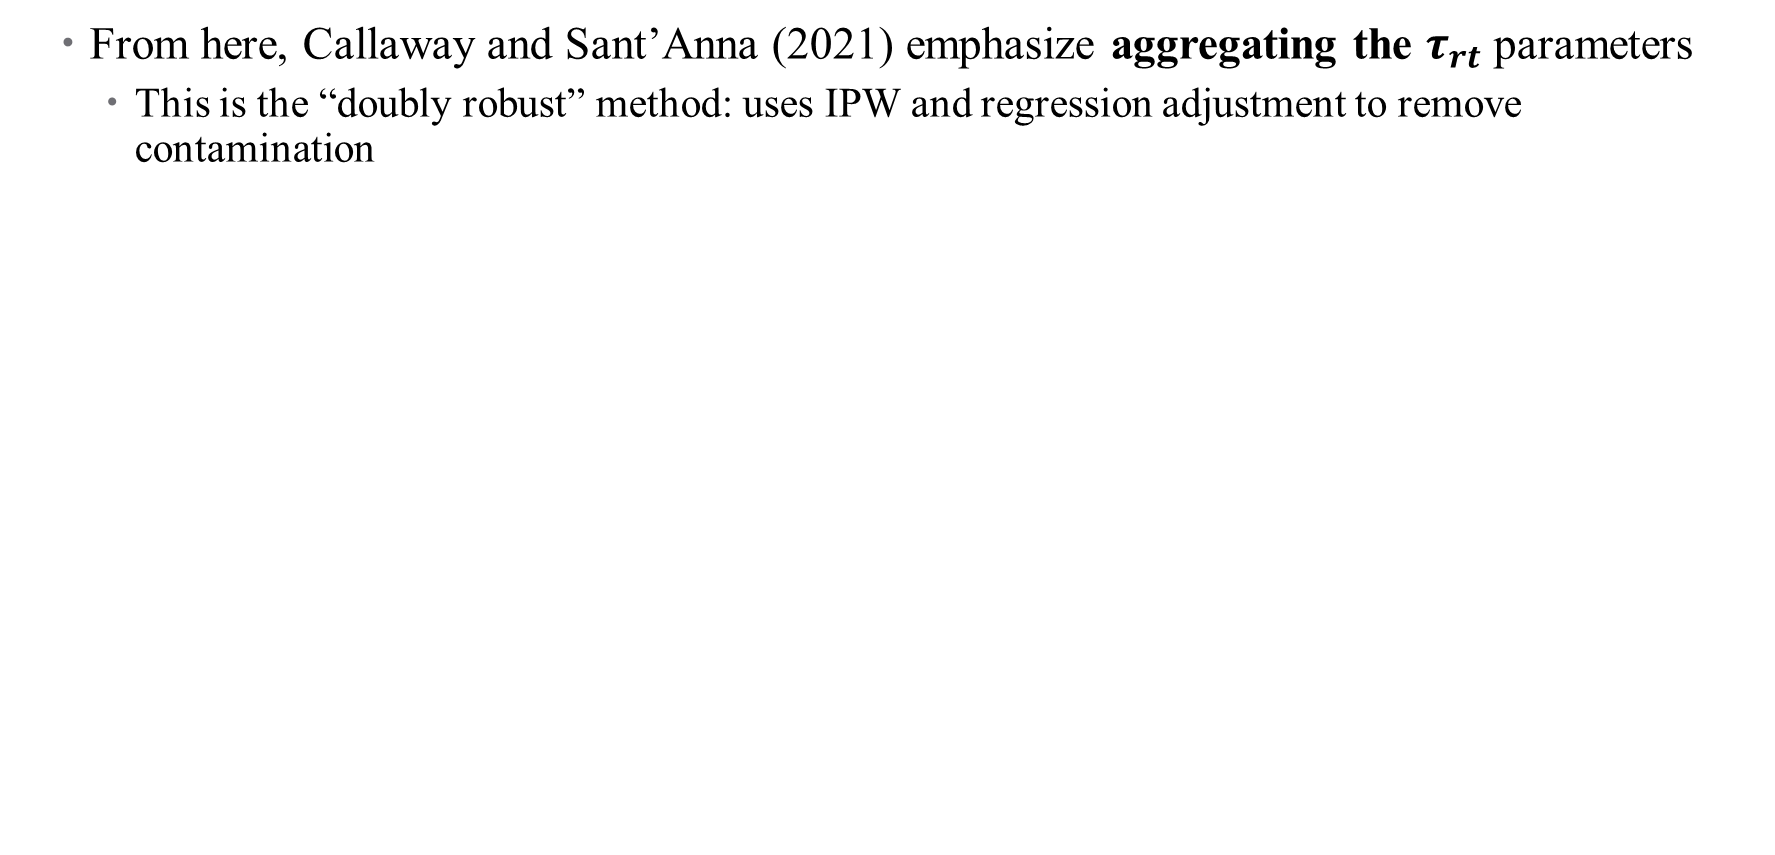 • From here, Callaway and Sant’Anna (2021) emphasize aggregating the τrt parameters
• This is the “doubly robust” method: uses IPW and regression adjustment to remove
contamination